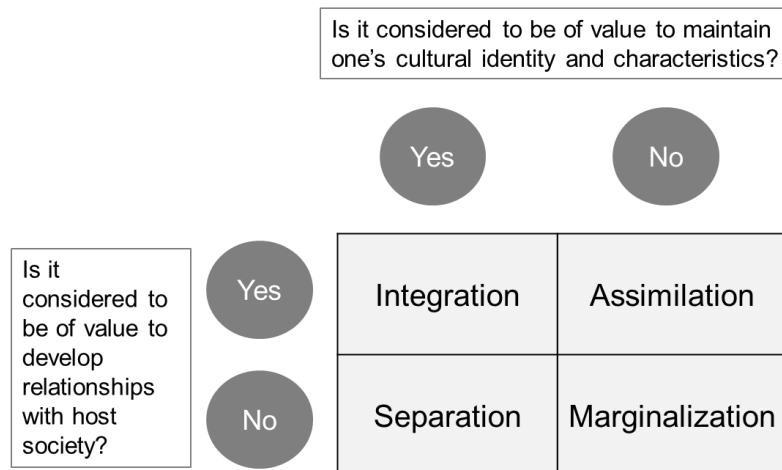 Is it considered to be of value to maintain
one's cultural identity and characteristics?
Yes
No
Is it
considered to
be of value to
develop
relationships
with host
society?
Yes
Integration
Assimilation
No
Separation
Marginalization